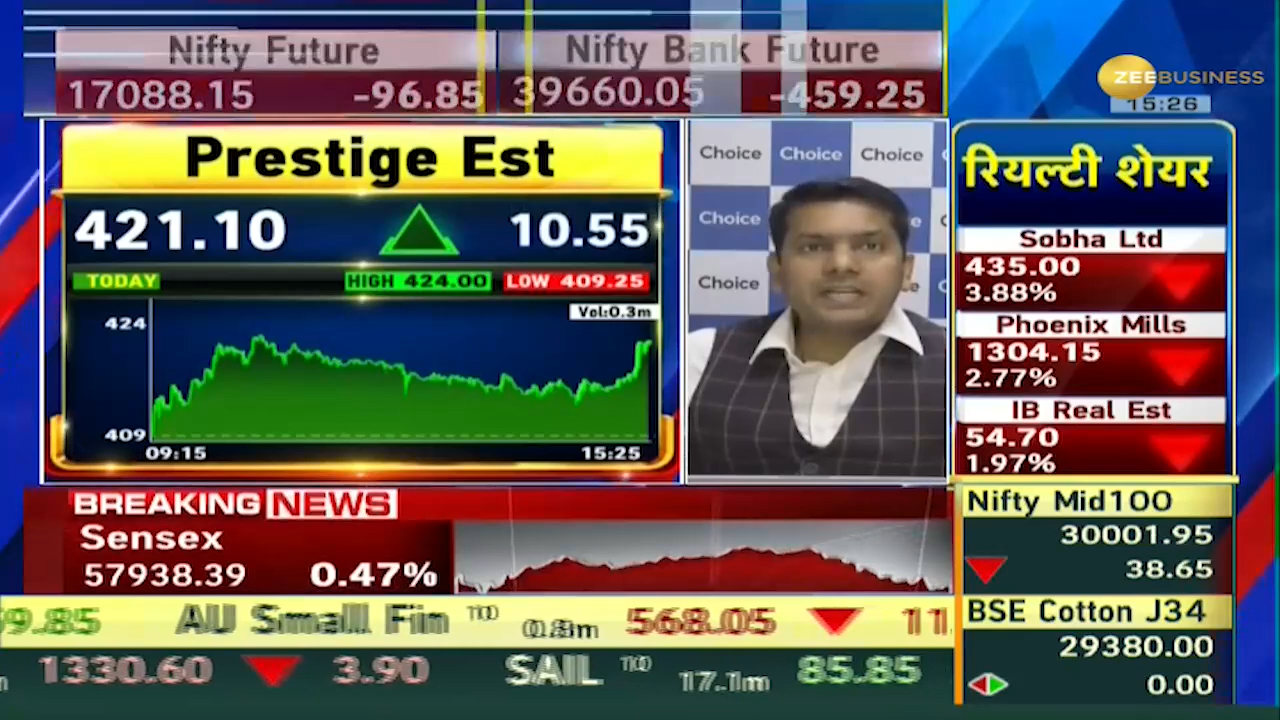 Nifty Future
17088.15 -96.85
Nifty Bank Future
39660.05 -459.25
ZEEBUSINESS
15:26
Prestige Est
421.10 10.55
TODAY HIGH 424.00 LOW 409.25
Vol:0.3m
424
409
09:15 15:25
Choice Choice Choice
Choice
Choice
रियल्टी शेयर
Sobha Ltd
435.00
3.88%
Phoenix Mills
1304.15
2.77%
IB Real Est
54.70
1.97%
BREAKING NEWS
Sensex
57938.39 0.47%
Nifty Mid100
30001.95
38.65
BSE Cotton J34
29380.00
0.00
9.85 AU Small Fin 0.8m 568.05 11.
1330.60 3.90 SAIL 17.1m 85.85